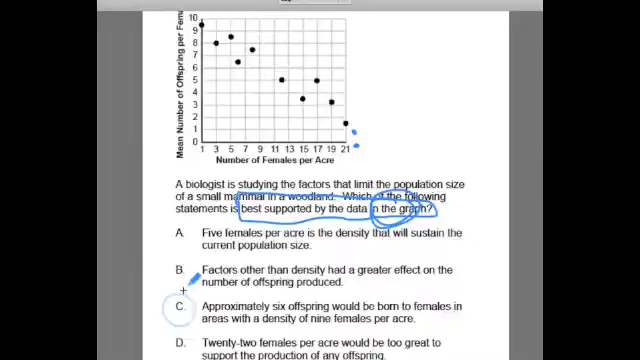 10
9
8
7
6
5
4
3
2
1
0
Mean Number of Offspring per
1 3 5 7 9 11 13 15 17 19 21
Number of Females per Acre
A biologist is studying the factors that limit the population size
of a small mammal in a woodland. Which of the following
statements is best supported by the data in the graph?
A. Five females per acre is the density that will sustain the
current population size.
B. Factors other than density had a greater effect on the
number of offspring produced.
C. Approximately six offspring would be born to females in
areas with a density of nine females per acre.
D. Twenty-two females per acre would be too great to
support the production of any offspring.